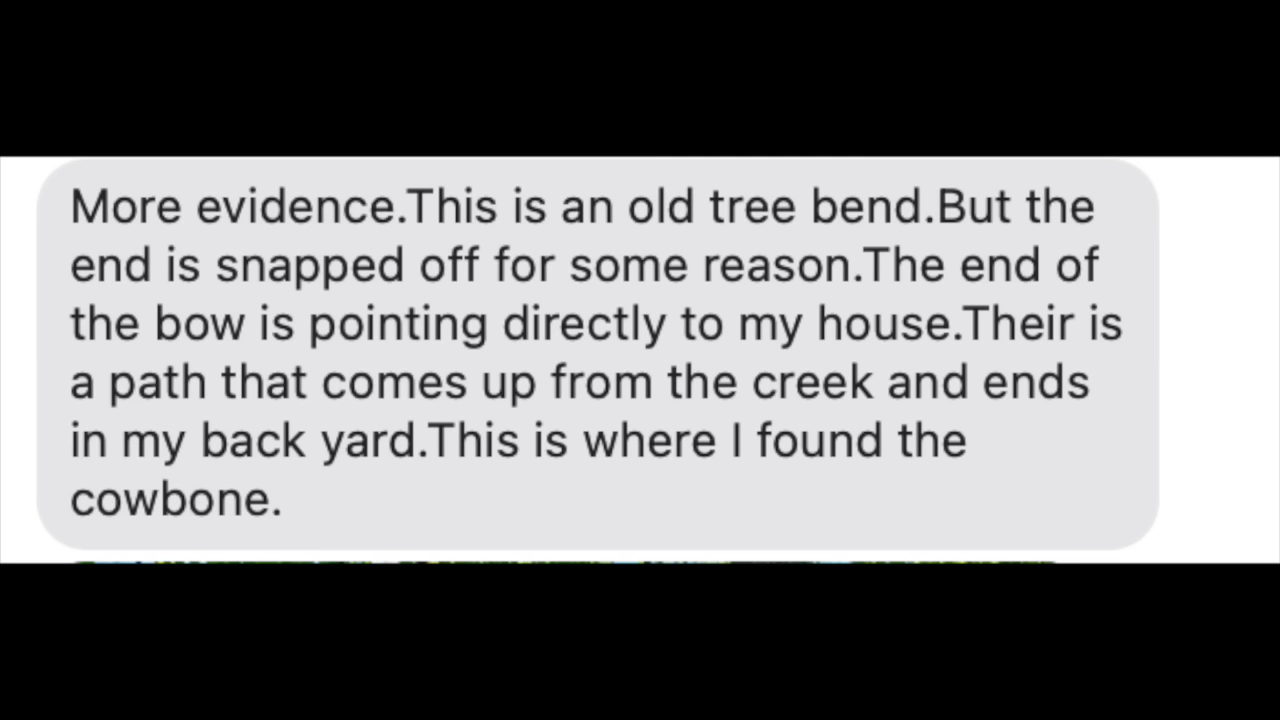 More evidence.This is an old tree bend.But the
end is snapped off for some reason.The end of
the bow is pointing directly to my house.Their is
a path that comes up from the creek and ends
in my back yard.This is where I found the
cowbone.